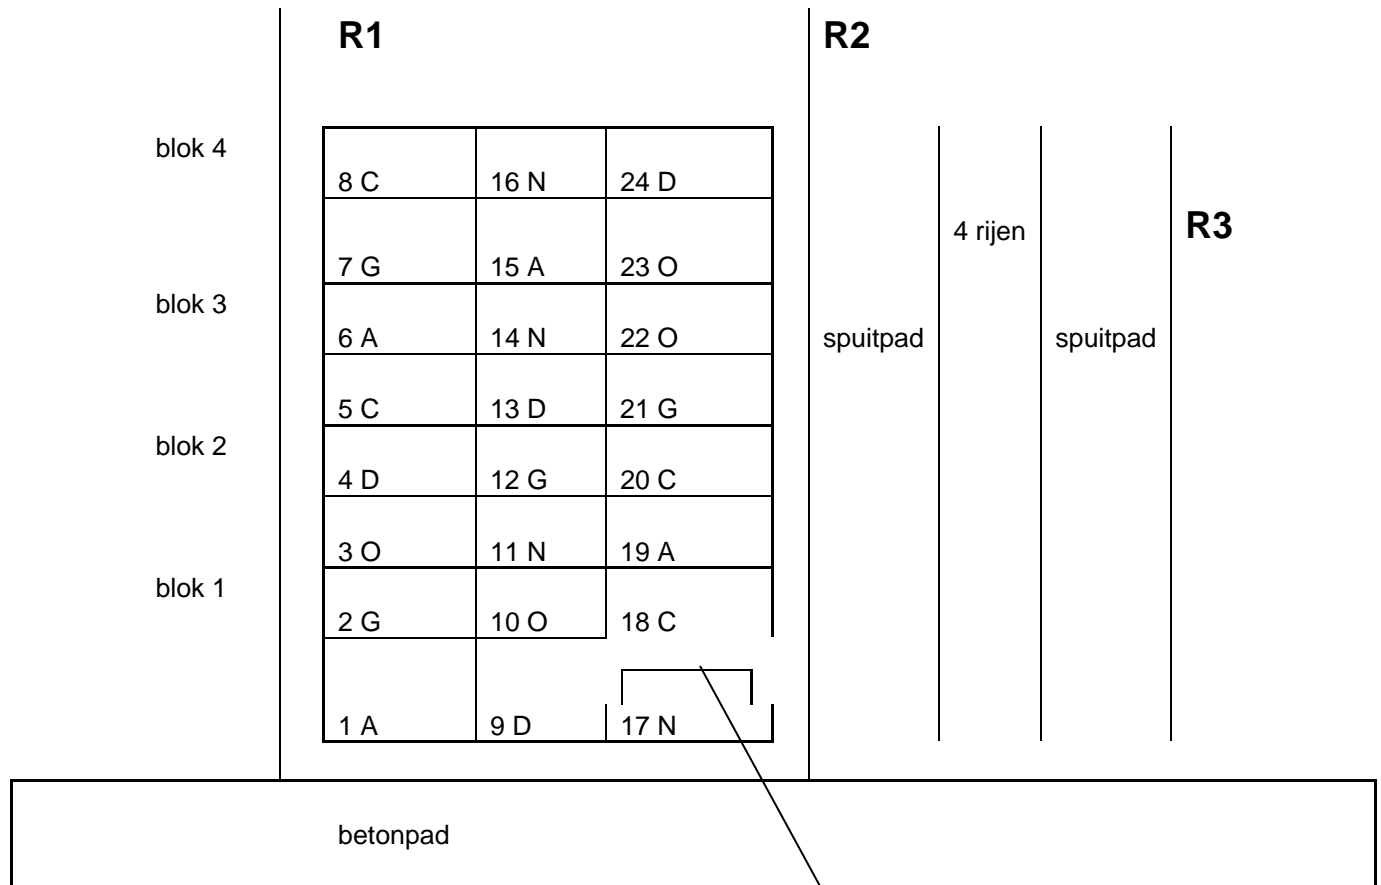 R1 R2
blok 4
8 C 16 N 24 D
4 rijen R3
7 G 15 A 23 O
blok 3
6 A 14 N 22 O spuitpad spuitpad
5 C 13 D 21 G
blok 2
4 D 12 G 20 C
3 O 11 N 19 A
blok 1
2 G 10 O 18 C
1 A 9 D 17 N
betonpad